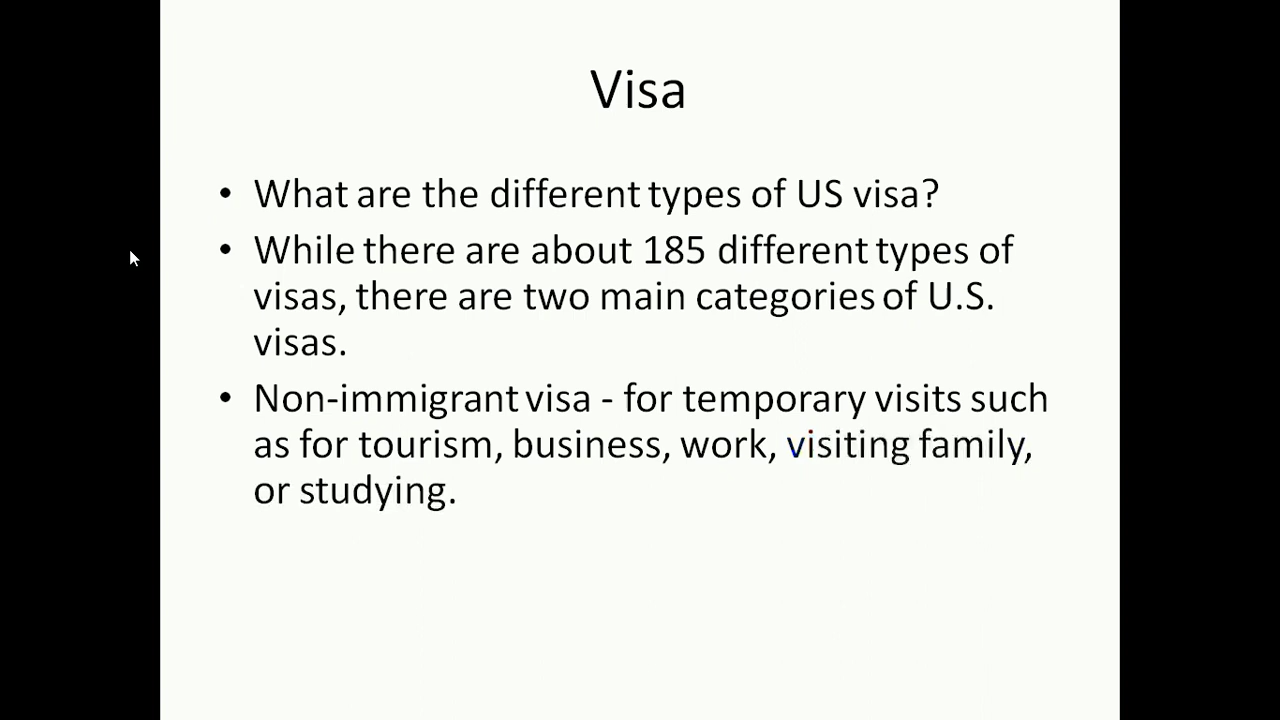 Visa
• What are the different types of US visa?
• While there are about 185 different types of
visas, there are two main categories of U.S.
visas.
• Non-immigrant visa - for temporary visits such
as for tourism, business, work, visiting family,
or studying.